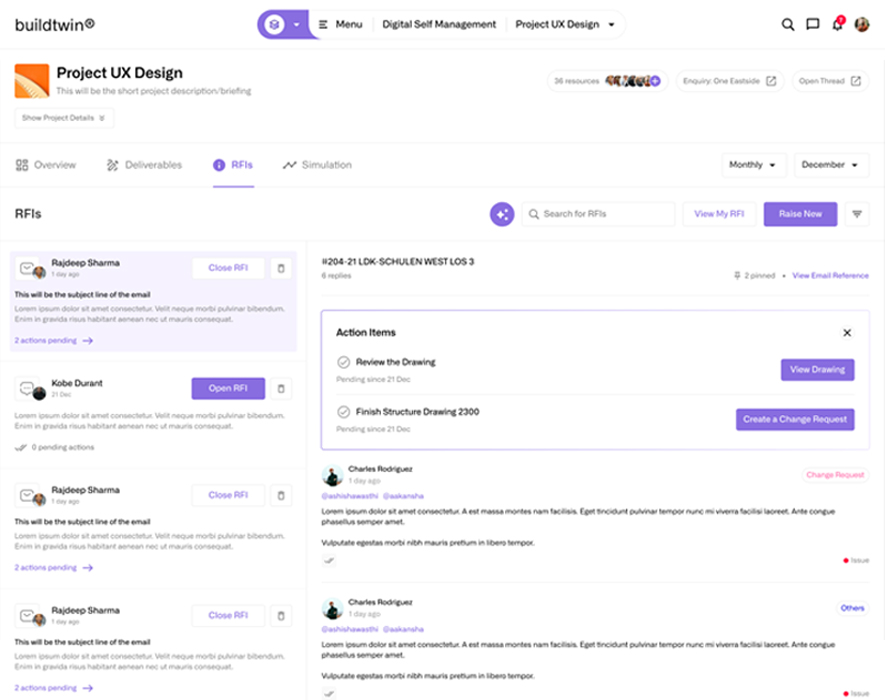 buildtwin®
Menu
Digital Self Management
Project UX Design
7
Project UX Design
This will be the short project description/briefing
36 resources
Enquiry: One Eastside
Open Thread
Show Project Details
Overview
Deliverables
RFIs
Simulation
Monthly
December
RFIs
Search for RFIs
View My RFI
Raise New
Rajdeep Sharma
1 day ago
Close RFI
This will be the subject line of the email
Lorem ipsum dolor sit amet consectetur. Velit neque morbi pulvinar bibendum.
Enim in gravida risus habitant aenean nec ut mauris consequat.
2 actions pending
Kobe Durant
21 Dec
Open RFI
Lorem ipsum dolor sit amet consectetur. Velit neque morbi pulvinar bibendum.
Enim in gravida risus habitant aenean nec ut mauris consequat.
0 pending actions
Rajdeep Sharma
1 day ago
Close RFI
This will be the subject line of the email
Lorem ipsum dolor sit amet consectetur. Velit neque morbi pulvinar bibendum.
Enim in gravida risus habitant aenean nec ut mauris consequat.
2 actions pending
Rajdeep Sharma
1 day ago
Close RFI
This will be the subject line of the email
Lorem ipsum dolor sit amet consectetur. Velit neque morbi pulvinar bibendum.
Enim in gravida risus habitant aenean nec ut mauris consequat.
2 actions pending
#204-21 LDK-SCHULEN WEST LOS 3
6 replies
2 pinned • View Email Reference
Action Items
Review the Drawing
Pending since 21 Dec
View Drawing
Finish Structure Drawing 2300
Pending since 21 Dec
Create a Change Request
Charles Rodriguez
1 day ago
Change Request
@ashishawasthi @aakansha
Lorem ipsum dolor sit amet consectetur. A est massa montes nam facilisis. Eget tincidunt pulvinar tempor nunc mi viverra facilisi libero. Ante congue
phasellus semper amet.
Vulputate egestas morbi nibh mauris pretium in libero tempor.
Issue
Charles Rodriguez
1 day ago
Others
@ashishawasthi @aakansha
Lorem ipsum dolor sit amet consectetur. A est massa montes nam facilisis. Eget tincidunt pulvinar tempor nunc mi viverra facilisi libero. Ante congue
phasellus semper amet.
Vulputate egestas morbi nibh mauris pretium in libero tempor.
Issue